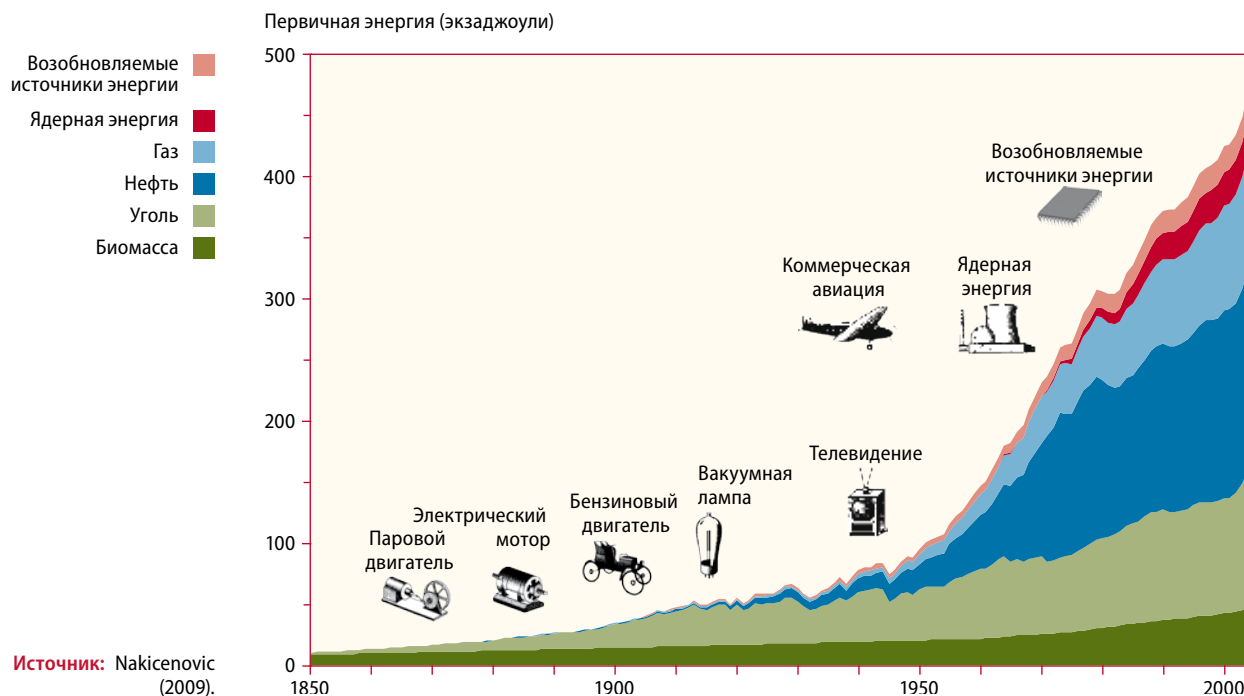 Первичная энергия (экзаджоули)
Возобновляемые
источники энергии
Ядерная энергия
Газ
Нефть
Уголь
Биомасса
500
400
300
200
100
0
Возобновляемые
источники энергии
Коммерческая
авиация
Ядерная
энергия
Телевидение
Вакуумная
лампа
Бензиновый
двигатель
Электрический
мотор
Паровой
двигатель
Источник: Nakicenovic
(2009).
1850
1900
1950
2000